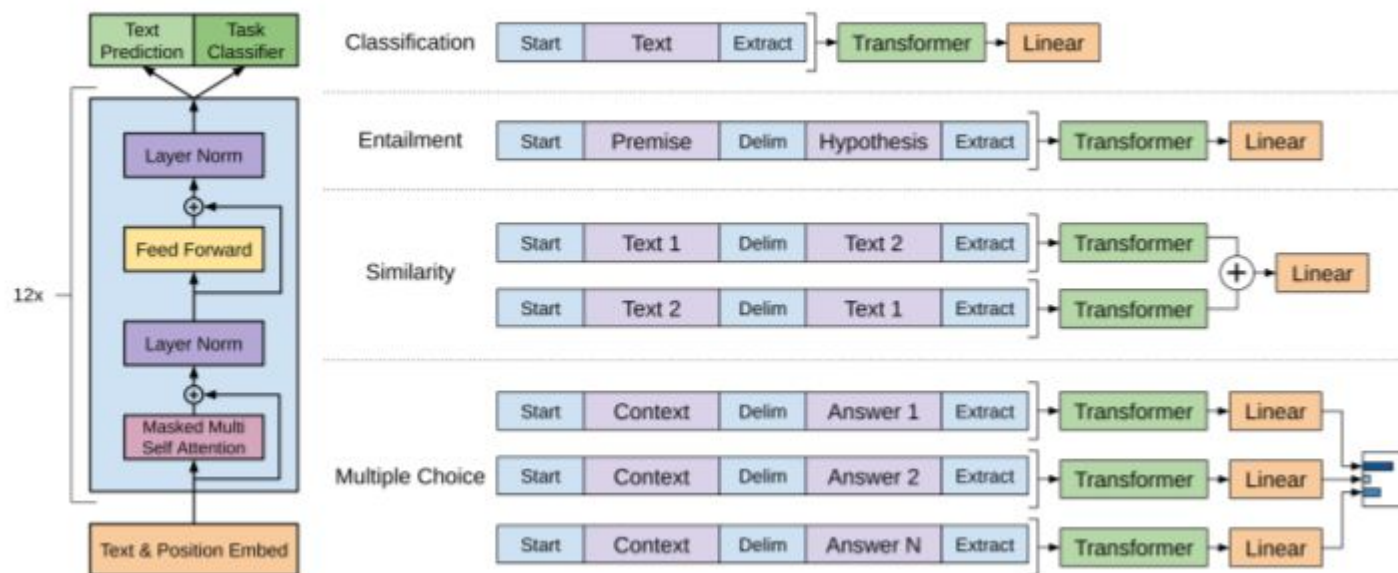 Text
Prediction
Task
Classifier
12x
Layer Norm
Feed Forward
Layer Norm
Masked Multi
Self Attention
Text & Position Embed
Classification Start Text Extract Transformer Linear
Entailment Start Premise Delim Hypothesis Extract Transformer Linear
Similarity
Start Text 1 Delim Text 2 Extract Transformer
Linear
Start Text 2 Delim Text 1 Extract Transformer
Multiple Choice
Start Context Delim Answer 1 Extract Transformer Linear
Start Context Delim Answer 2 Extract Transformer Linear
Start Context Delim Answer N Extract Transformer Linear